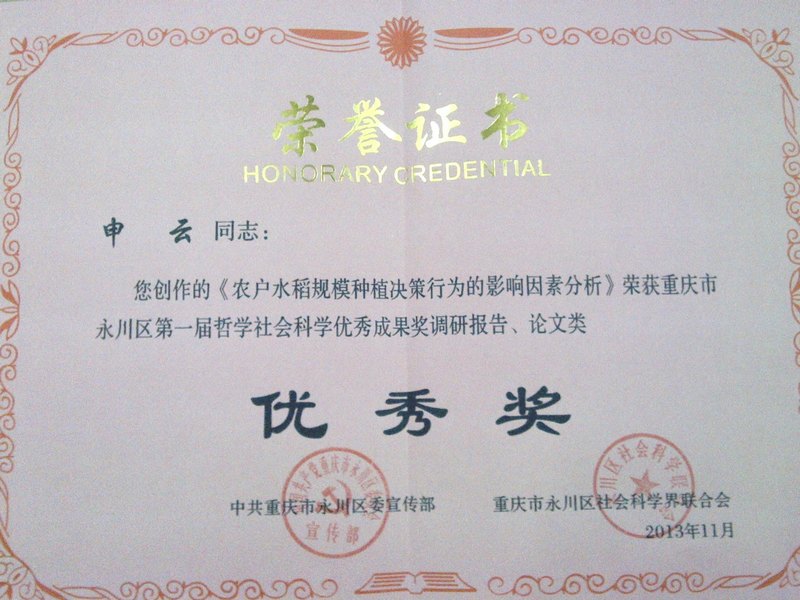 荣誉证书
HONORARY CREDENTIAL
申 云 同志：
您创作的《农户水稻规模种植决策行为的影响因素分析》荣获重庆市
永川区第一届哲学社会科学优秀成果奖调研报告、论文类
优秀奖
中共重庆市永川区委宣传部
重庆市永川区社会科学界联合会
2013年11月
宣传部